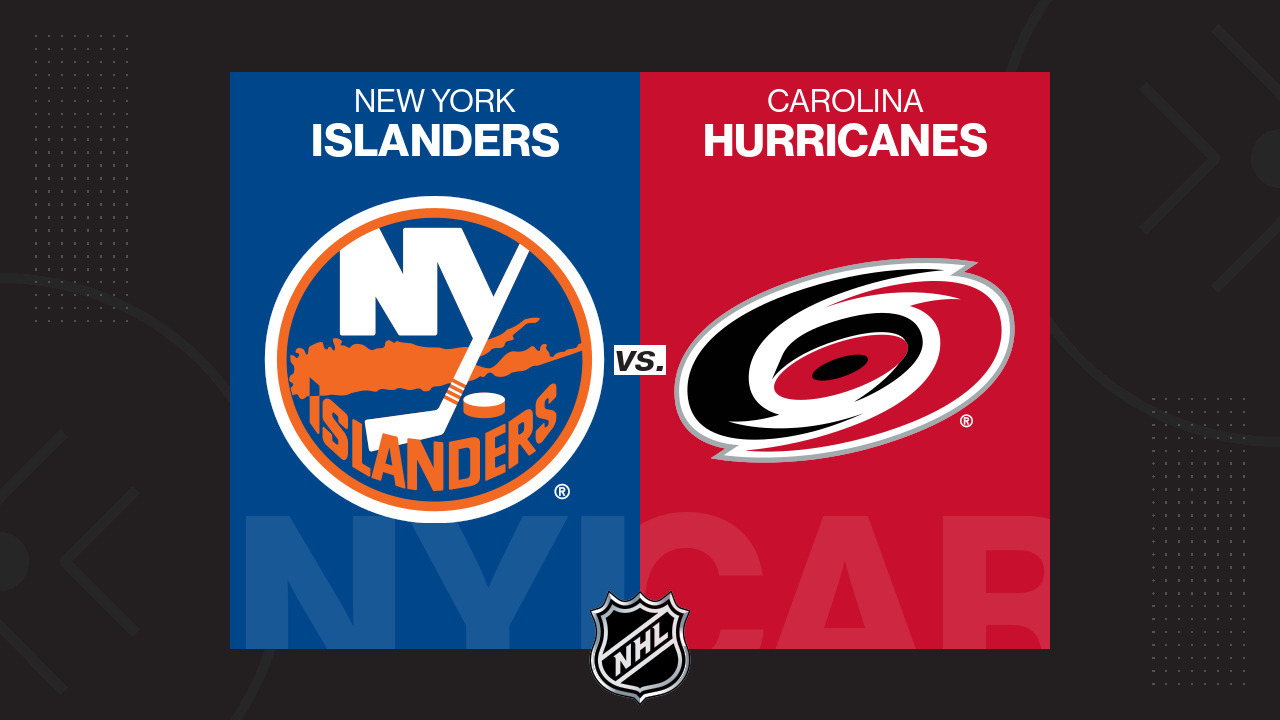 NEW YORK
ISLANDERS
NY
ISLANDERS
®
NYI
CAROLINA
HURRICANES
®
CAR
vs.
NHL